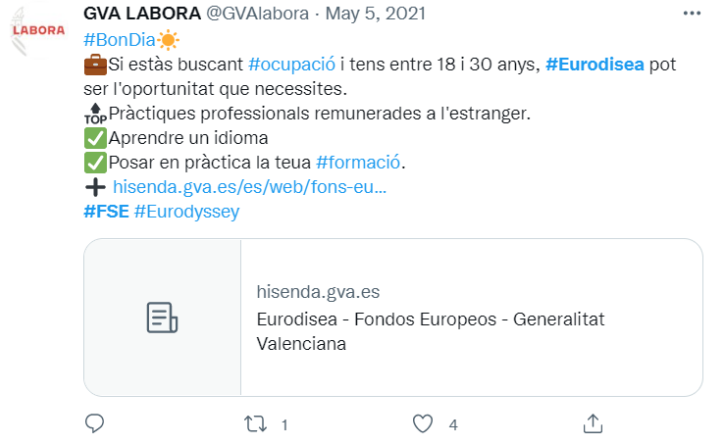 LABORA
GVA LABORA @GVAlabora · May 5, 2021
#BonDia☀️
💼Si estàs buscant #ocupació i tens entre 18 i 30 anys, #Eurodisea pot
ser l'oportunitat que necessites.
🔝Pràctiques professionals remunerades a l'estranger.
✅Aprendre un idioma
✅Posar en pràctica la teua #formació.
➕ hisenda.gva.es/es/web/fons-eu...
#FSE #Eurodyssey
hisenda.gva.es
Eurodisea - Fondos Europeos - Generalitat
Valenciana
1 4